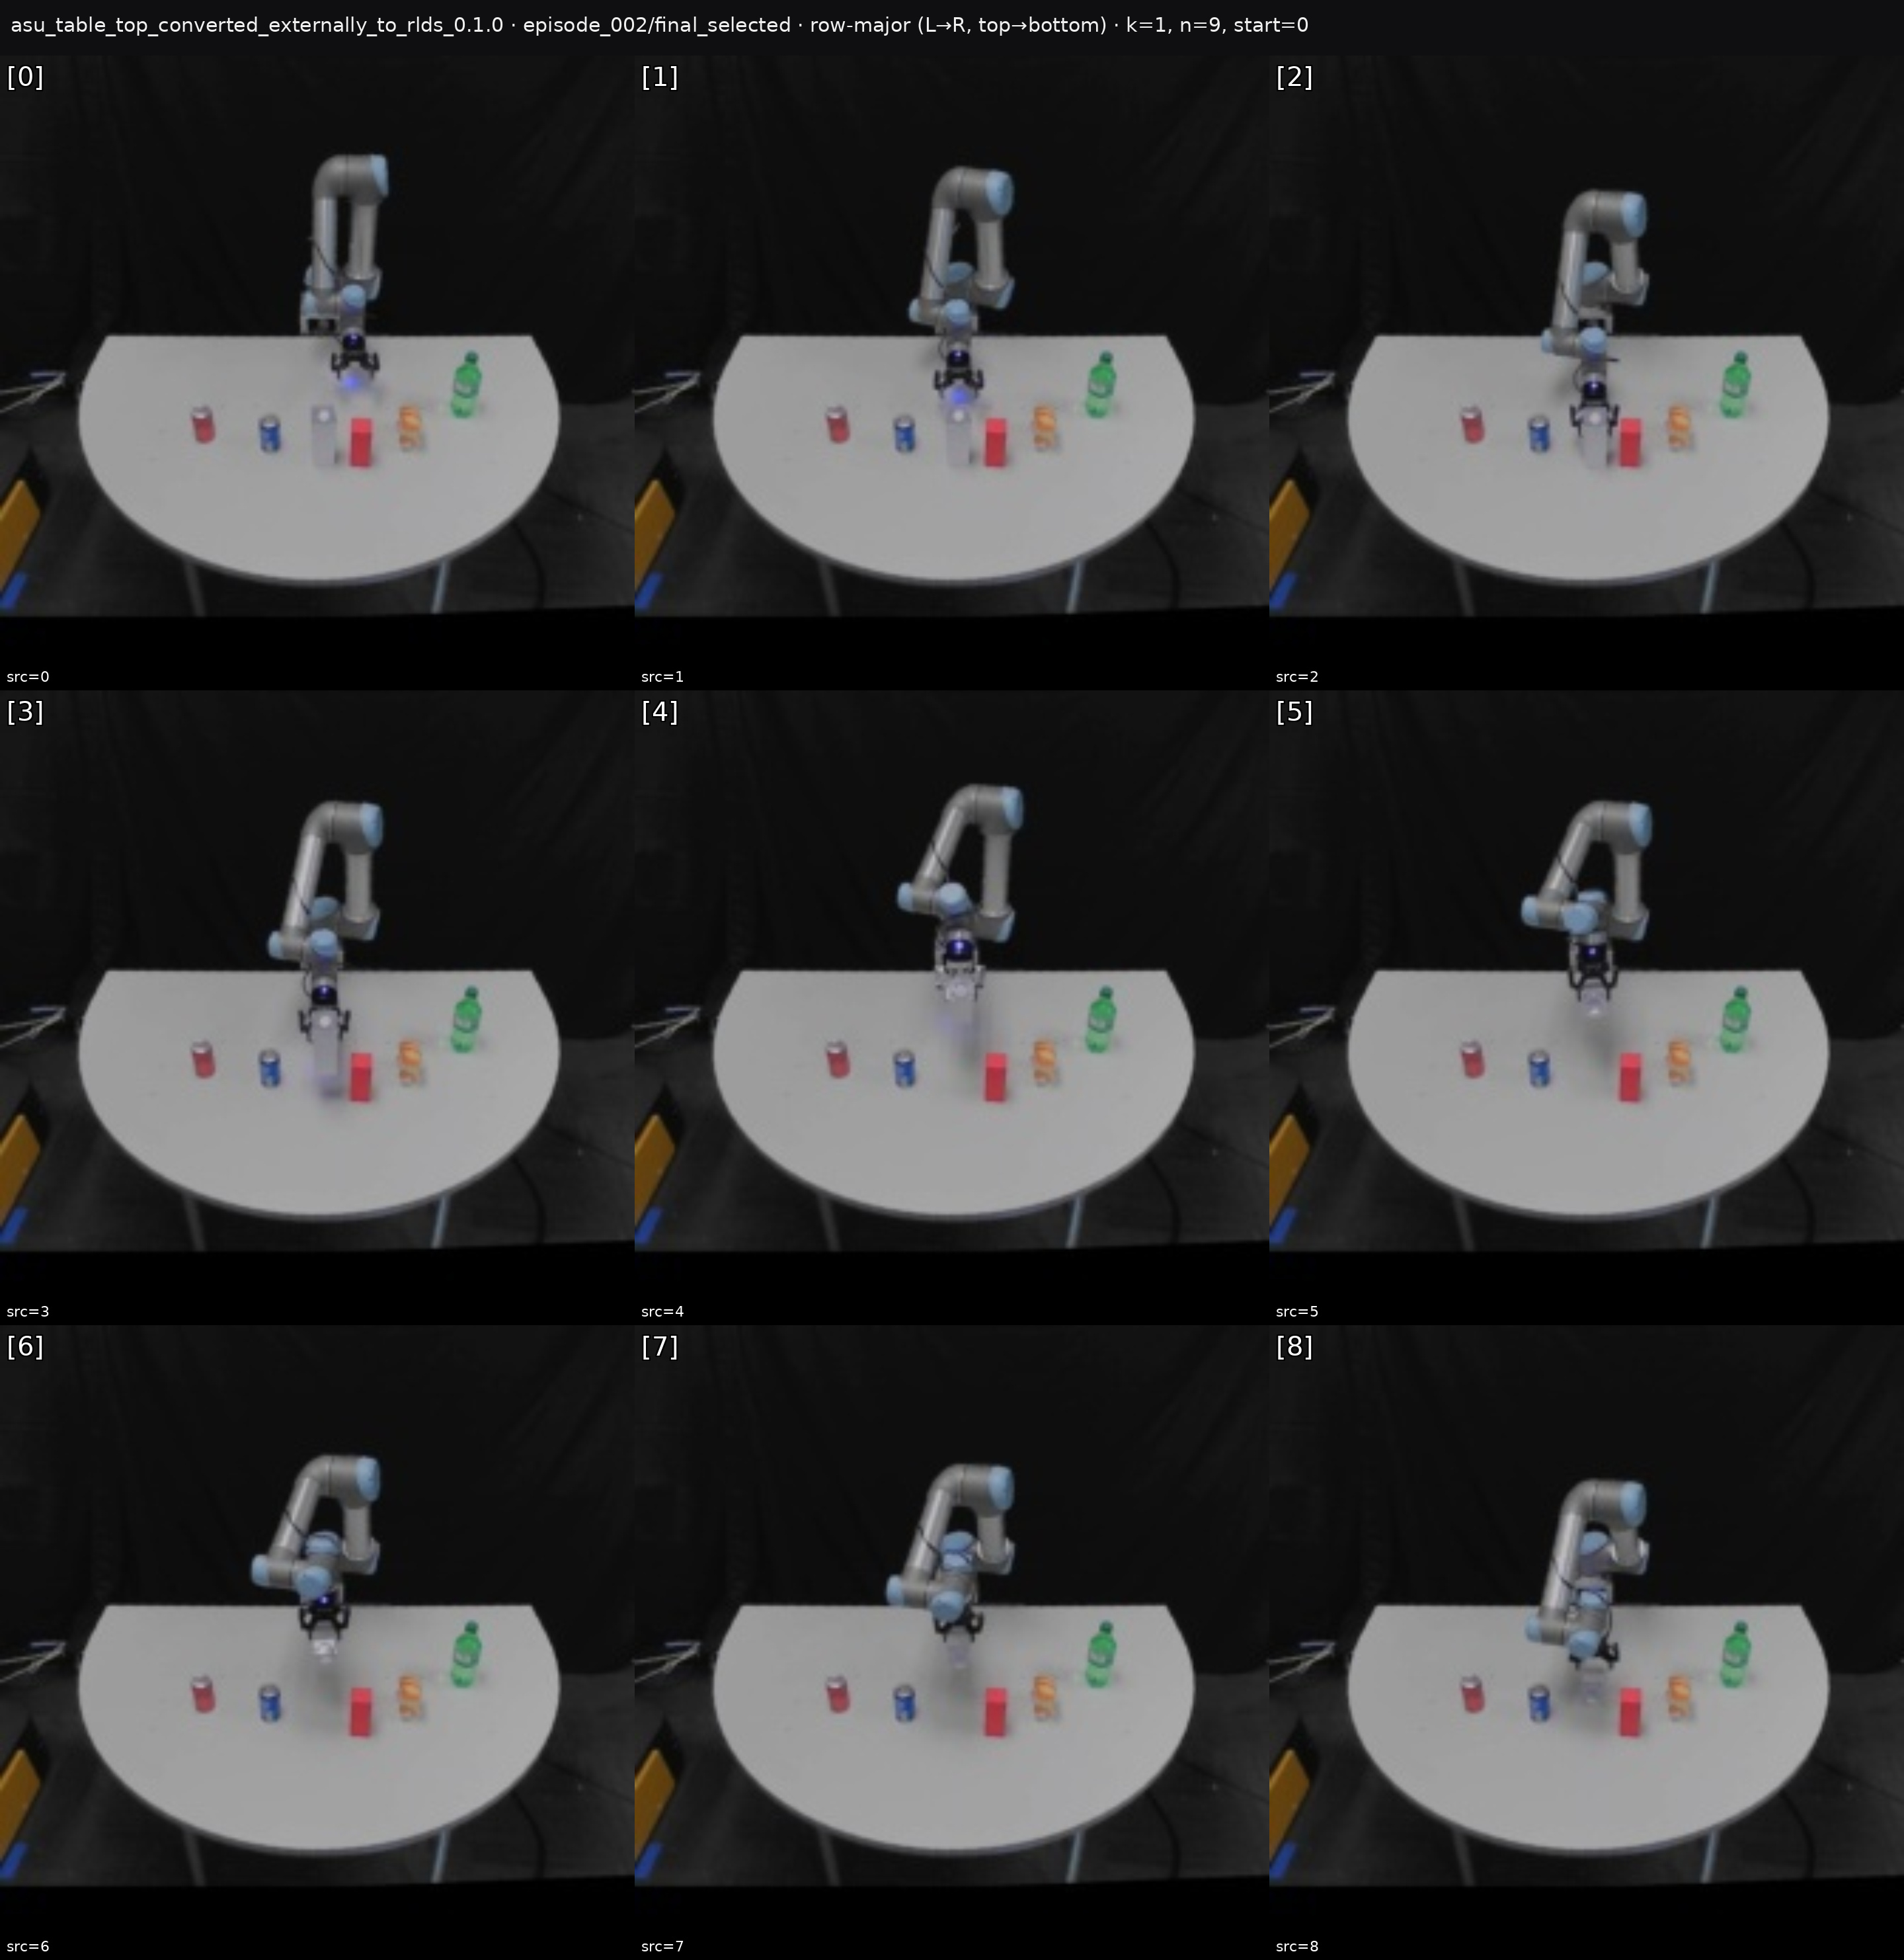 asu_table_top_converted_externally_to_rlds_0.1.0 · episode_002/final_selected · row-major (L→R, top→bottom) · k=1, n=9, start=0
[0]
[1]
[2]
src=0
src=1
src=2
[3]
[4]
[5]
src=3
src=4
src=5
[6]
[7]
[8]
src=6
src=7
src=8